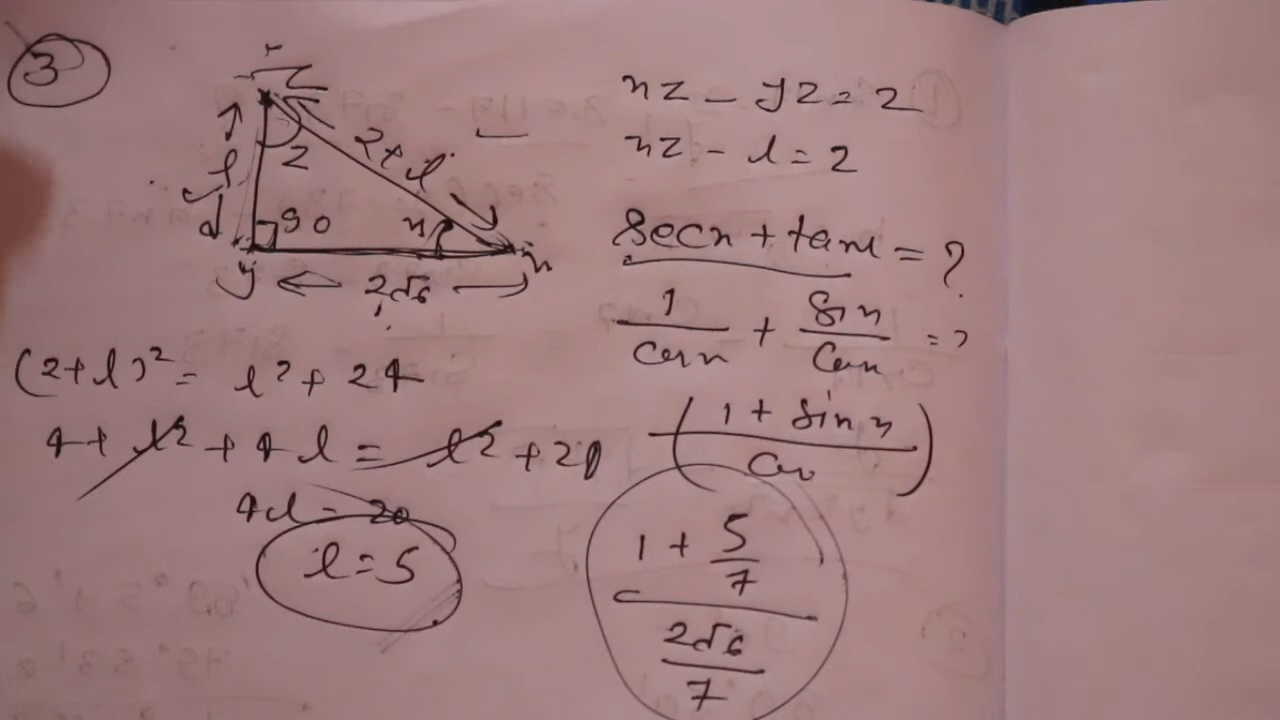 3
z
l
2+l
z
90
x
y
2√6
x
xz - yz = 2
xz - l = 2
secx + tanx = ?
1/cosx + sinx/cosx = ?
(1 + sinx / cos)
(2+l)² = l² + 24
4 + l² + 4l = l² + 24
4l = 20
l = 5
1 + 5/7
2√6/7